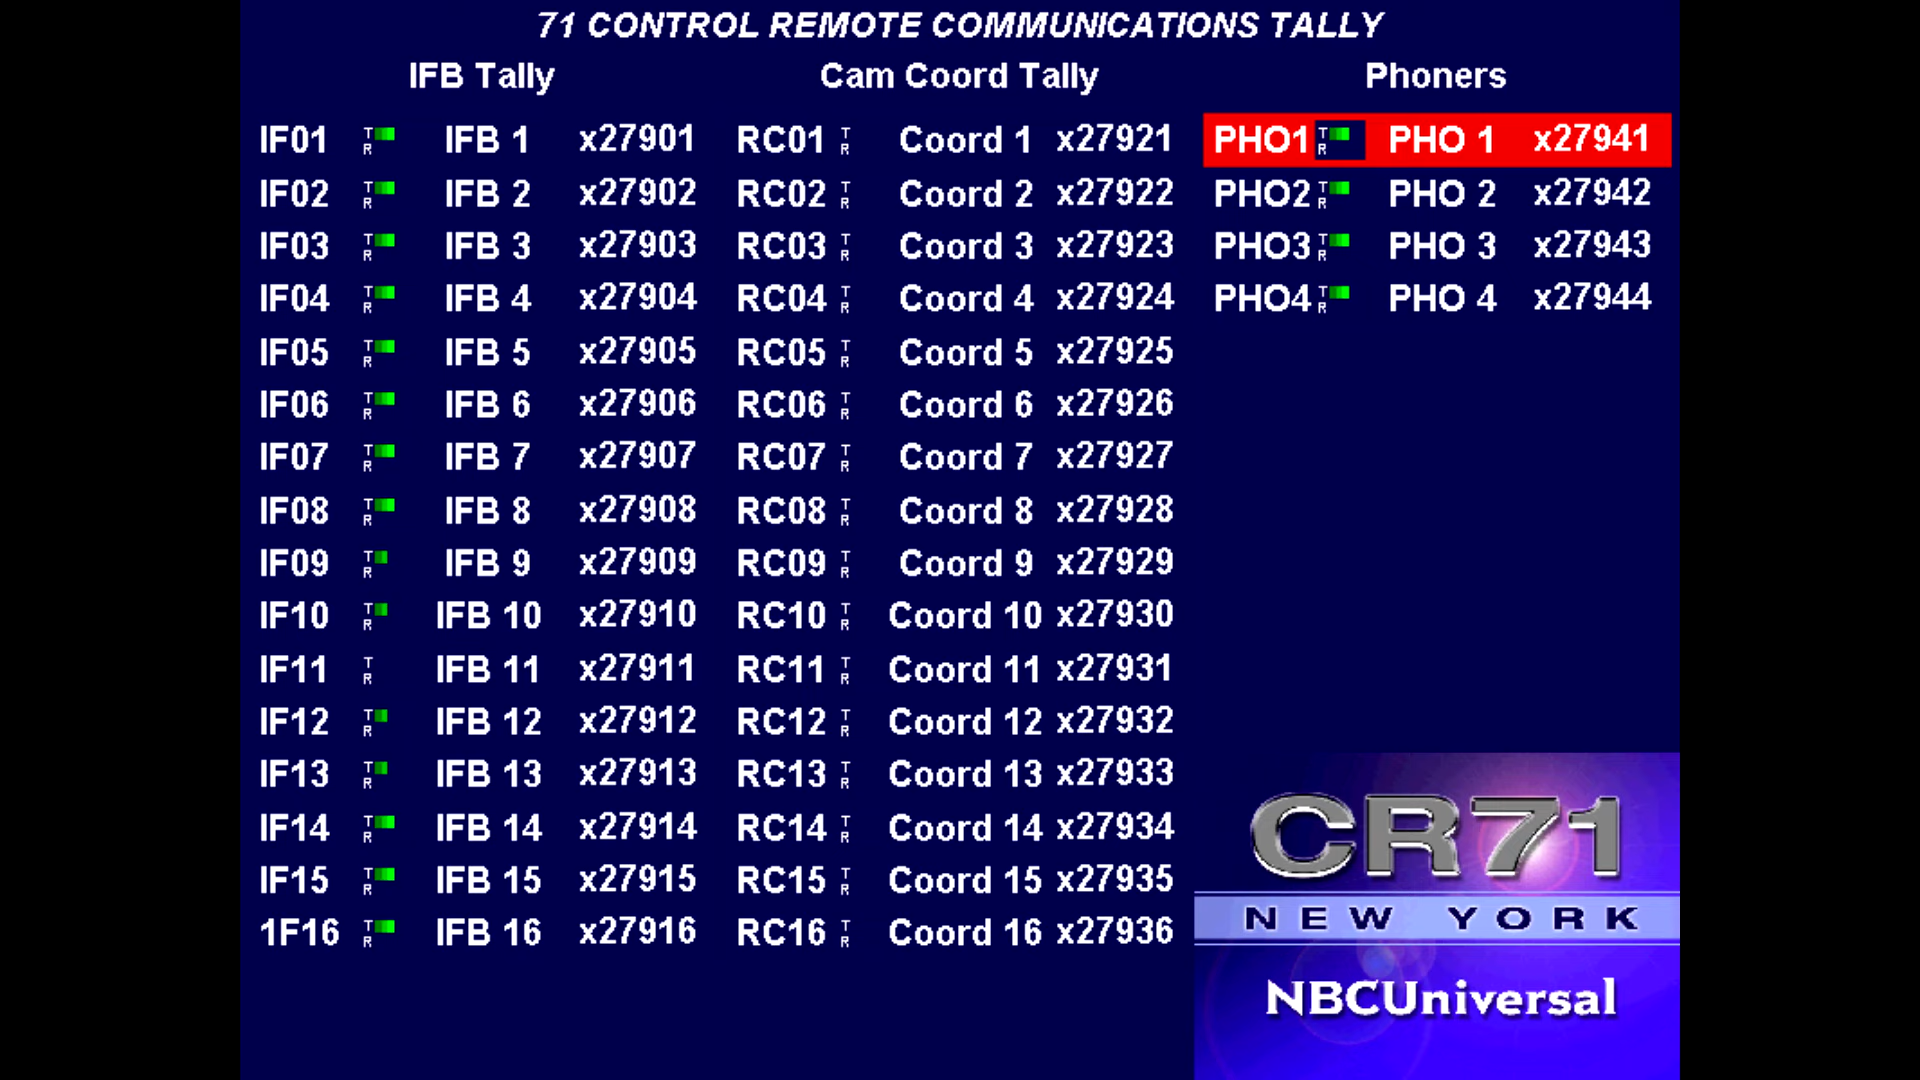 71 CONTROL REMOTE COMMUNICATIONS TALLY
IFB Tally Cam Coord Tally Phoners
IF01 T R IFB 1 x27901 RC01 T R Coord 1 x27921 PHO1 T R PHO 1 x27941
IF02 T R IFB 2 x27902 RC02 T R Coord 2 x27922 PHO2 T R PHO 2 x27942
IF03 T R IFB 3 x27903 RC03 T R Coord 3 x27923 PHO3 T R PHO 3 x27943
IF04 T R IFB 4 x27904 RC04 T R Coord 4 x27924 PHO4 T R PHO 4 x27944
IF05 T R IFB 5 x27905 RC05 T R Coord 5 x27925
IF06 T R IFB 6 x27906 RC06 T R Coord 6 x27926
IF07 T R IFB 7 x27907 RC07 T R Coord 7 x27927
IF08 T R IFB 8 x27908 RC08 T R Coord 8 x27928
IF09 T R IFB 9 x27909 RC09 T R Coord 9 x27929
IF10 T R IFB 10 x27910 RC10 T R Coord 10 x27930
IF11 T R IFB 11 x27911 RC11 T R Coord 11 x27931
IF12 T R IFB 12 x27912 RC12 T R Coord 12 x27932
IF13 T R IFB 13 x27913 RC13 T R Coord 13 x27933
IF14 T R IFB 14 x27914 RC14 T R Coord 14 x27934
IF15 T R IFB 15 x27915 RC15 T R Coord 15 x27935
1F16 T R IFB 16 x27916 RC16 T R Coord 16 x27936
CR71
NEW YORK
NBCUniversal